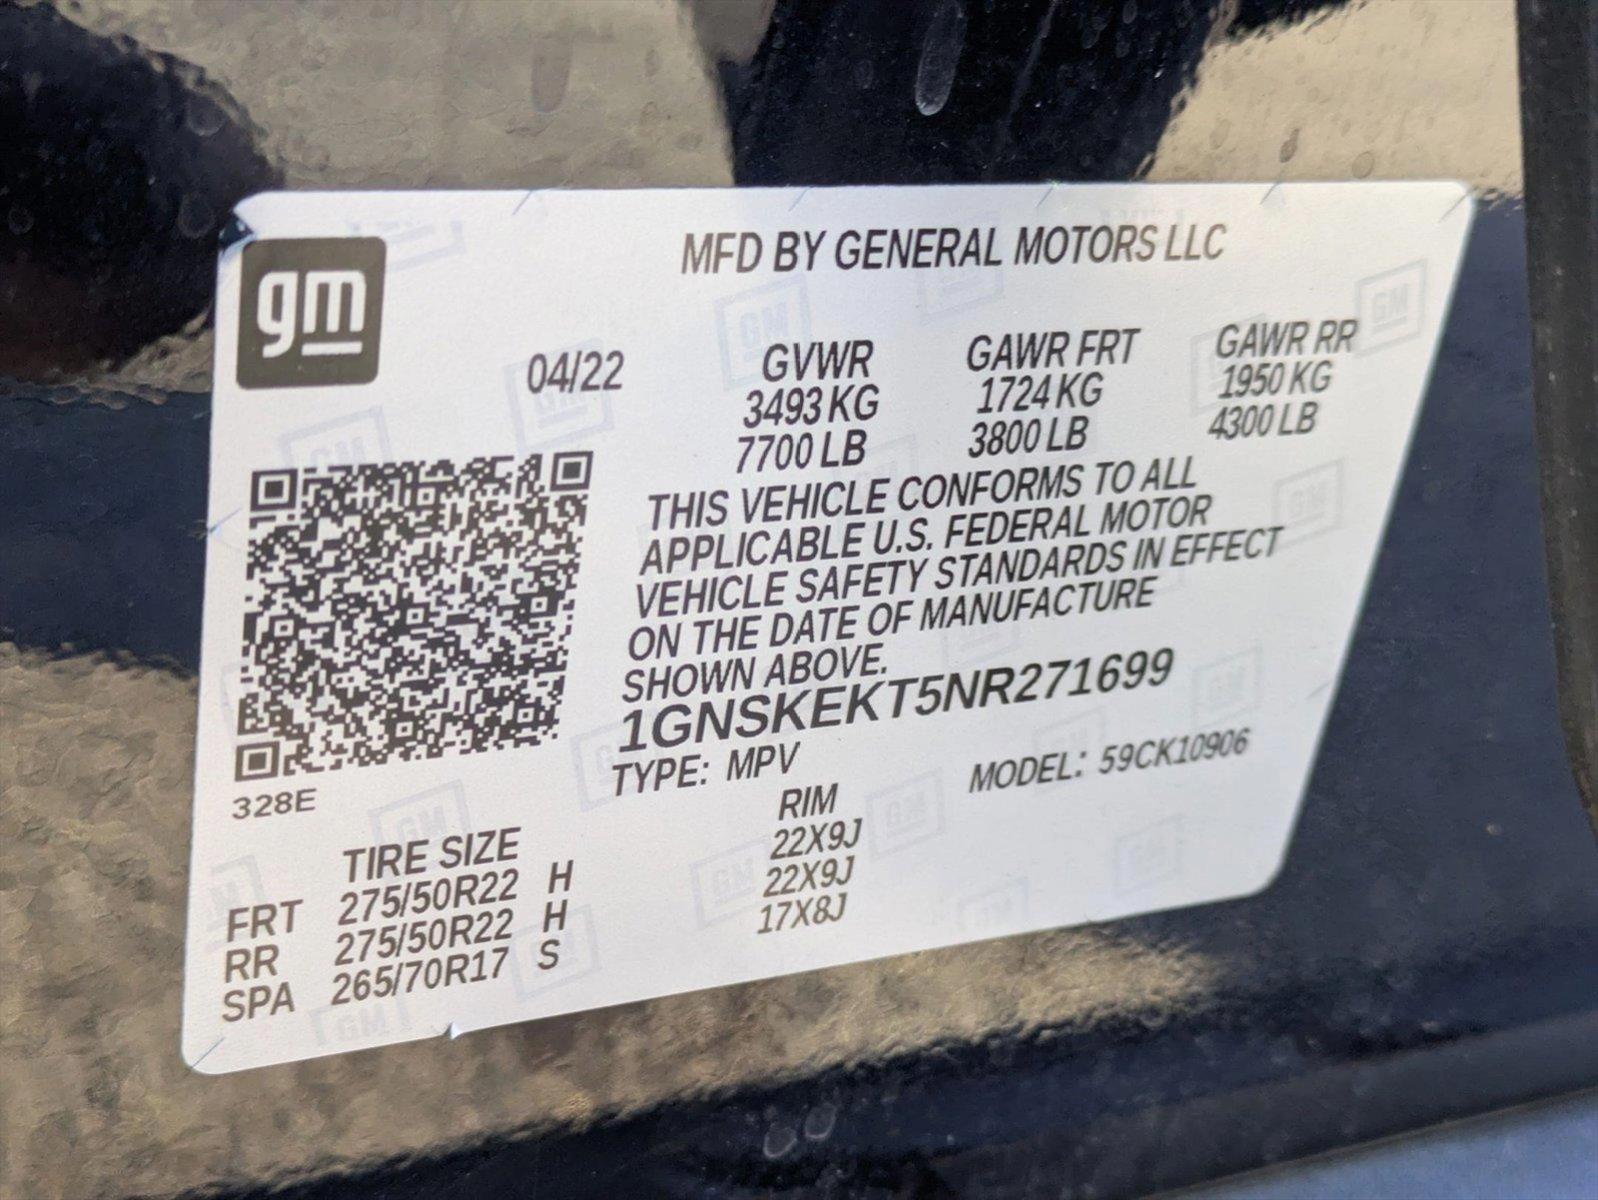 gm
MFD BY GENERAL MOTORS LLC
04/22 GVWR GAWR FRT GAWR RR
3493 KG 1724 KG 1950 KG
7700 LB 3800 LB 4300 LB
THIS VEHICLE CONFORMS TO ALL
APPLICABLE U.S. FEDERAL MOTOR
VEHICLE SAFETY STANDARDS IN EFFECT
ON THE DATE OF MANUFACTURE
SHOWN ABOVE.
1GNSKEKT5NR271699
TYPE: MPV MODEL: 59CK10906
328E
TIRE SIZE RIM
FRT 275/50R22 H 22X9J
RR 275/50R22 H 22X9J
SPA 265/70R17 S 17X8J